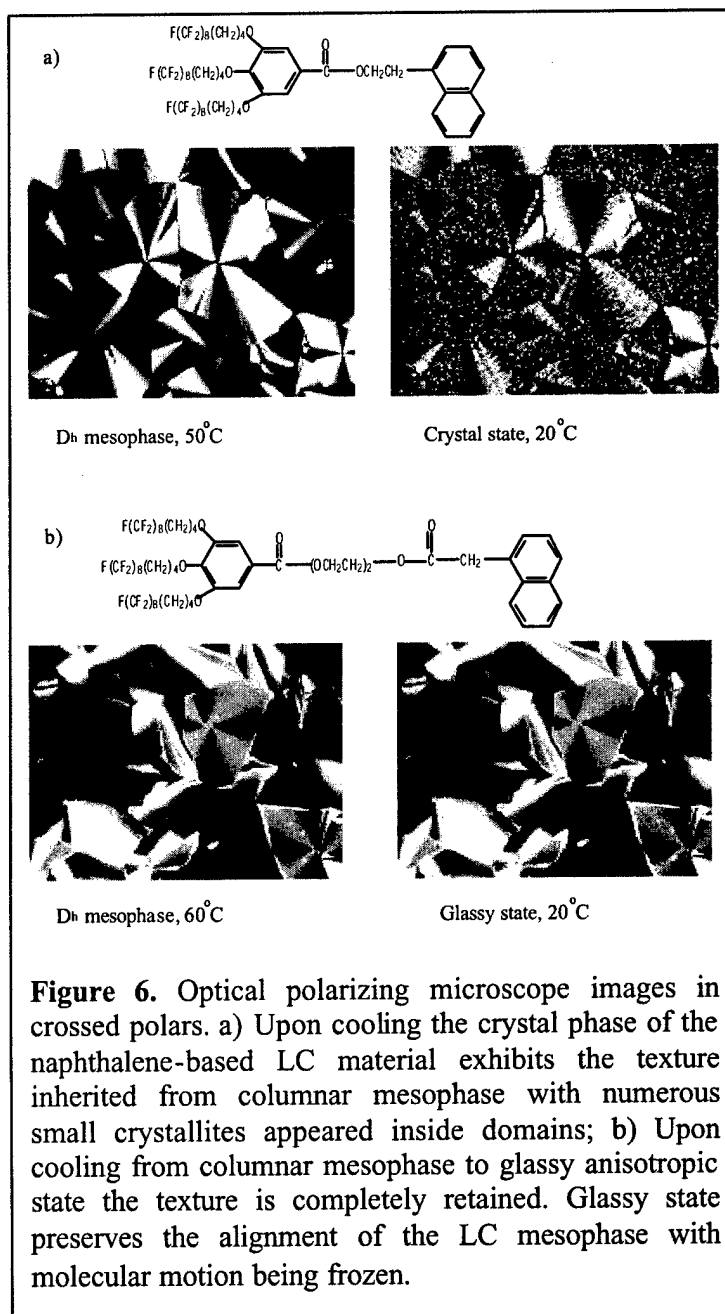 a)
F(CF2)8(CH2)4O
F(CF2)8(CH2)4O
F(CF2)8(CH2)4O
O
C
OCH2CH2
Dh mesophase, 50°C
Crystal state, 20°C
b)
F(CF2)8(CH2)4O
F(CF2)8(CH2)4O
F(CF2)8(CH2)4O
O
C
(OCH2CH2)2
O
O
C
CH2
Dh mesophase, 60°C
Glassy state, 20°C
Figure 6. Optical polarizing microscope images in
crossed polars. a) Upon cooling the crystal phase of the
naphthalene-based LC material exhibits the texture
inherited from columnar mesophase with numerous
small crystallites appeared inside domains; b) Upon
cooling from columnar mesophase to glassy anisotropic
state the texture is completely retained. Glassy state
preserves the alignment of the LC mesophase with
molecular motion being frozen.